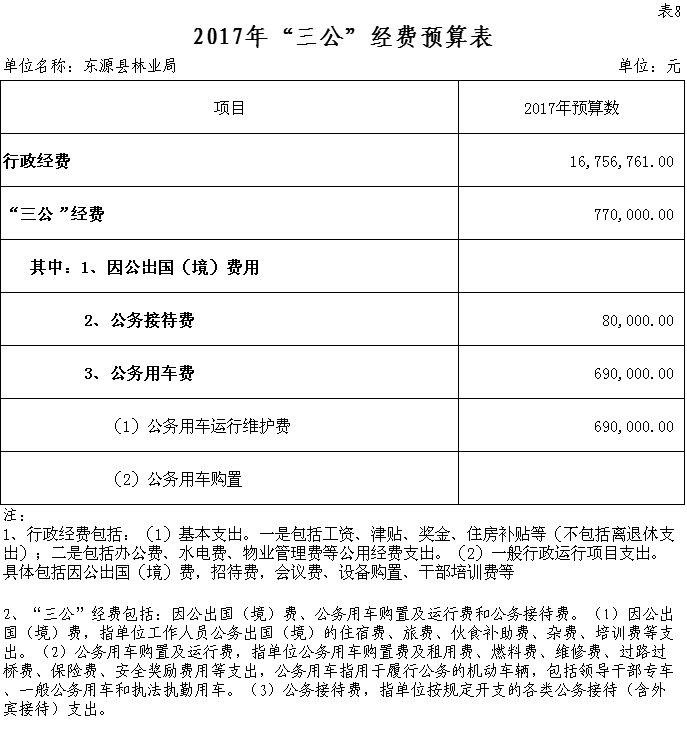 表8
2017年“三公”经费预算表
单位名称：东源县林业局 单位：元
项目 2017年预算数
行政经费 16,756,761.00
“三公”经费 770,000.00
其中：1、因公出国（境）费用
2、公务接待费 80,000.00
3、公务用车费 690,000.00
（1）公务用车运行维护费 690,000.00
（2）公务用车购置
注：
1、行政经费包括：（1）基本支出。一是包括工资、津贴、奖金、住房补贴等（不包括离退休支
出）；二是包括办公费、水电费、物业管理费等公用经费支出。（2）一般行政运行项目支出。
具体包括因公出国（境）费，招待费，会议费、设备购置、干部培训费等
2、“三公”经费包括：因公出国（境）费、公务用车购置及运行费和公务接待费。（1）因公出
国（境）费，指单位工作人员公务出国（境）的住宿费、旅费、伙食补助费、杂费、培训费等支
出。（2）公务用车购置及运行费，指单位公务用车购置费及租用费、燃料费、维修费、过路过
桥费、保险费、安全奖励费用等支出，公务用车指用于履行公务的机动车辆，包括领导干部专车
、一般公务用车和执法执勤用车。（3）公务接待费，指单位按规定开支的各类公务接待（含外
宾接待）支出。